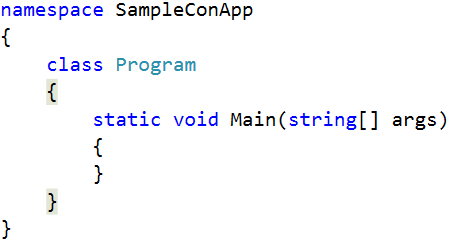 namespace SampleConApp
{
    class Program
    {
        static void Main(string[] args)
        {
        }
    }
}